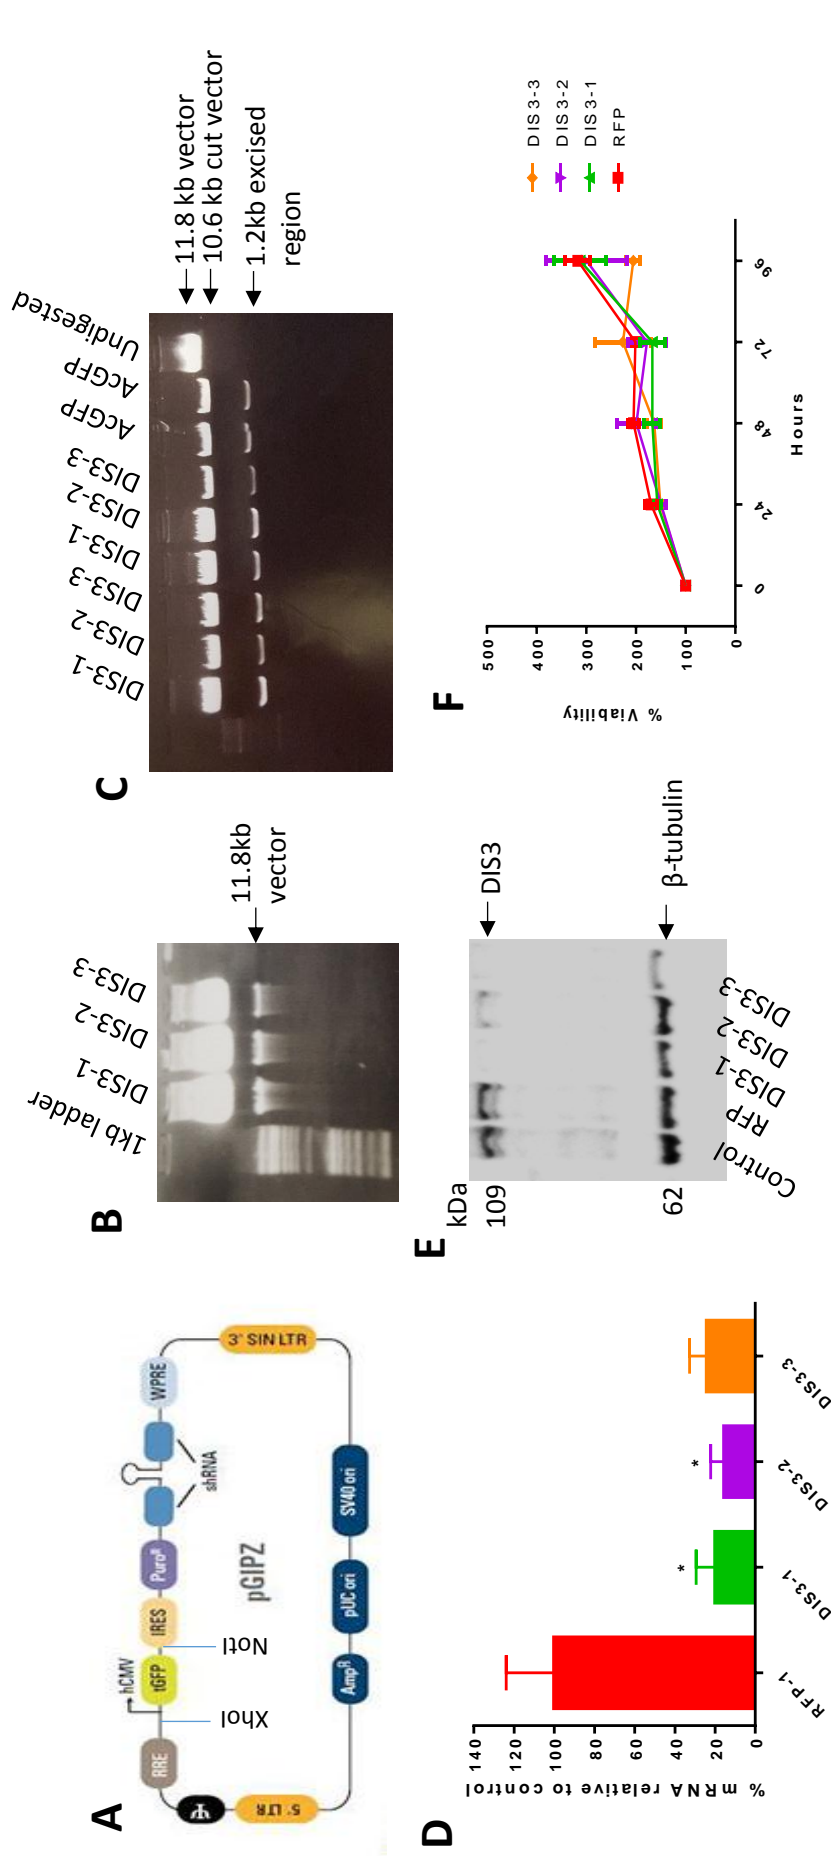 A
RRE
hCMV
tGFP
IRES
Puroᴿ
WPRE
shRNA
XhoI
NotI
pGIPZ
Ψ
5' LTR
3' SIN LTR
Ampᴿ
pUC ori
SV40 ori
B
1kb ladder
DIS3-1
DIS3-2
DIS3-3
11.8kb
vector
C
DIS3-1
DIS3-2
DIS3-3
DIS3-1
DIS3-2
DIS3-3
AcGFP
AcGFP
Undigested
11.8 kb vector
10.6 kb cut vector
1.2kb excised
region
D
% mRNA relative to control
140
120
100
80
60
40
20
0
*
*
RFP-1
DIS3-1
DIS3-2
DIS3-3
E
kDa
109
62
DIS3
β-tubulin
Control
RFP
DIS3-1
DIS3-2
DIS3-3
F
% Viability
500
400
300
200
100
0
0
24
48
72
96
Hours
DIS3-3
DIS3-2
DIS3-1
RFP